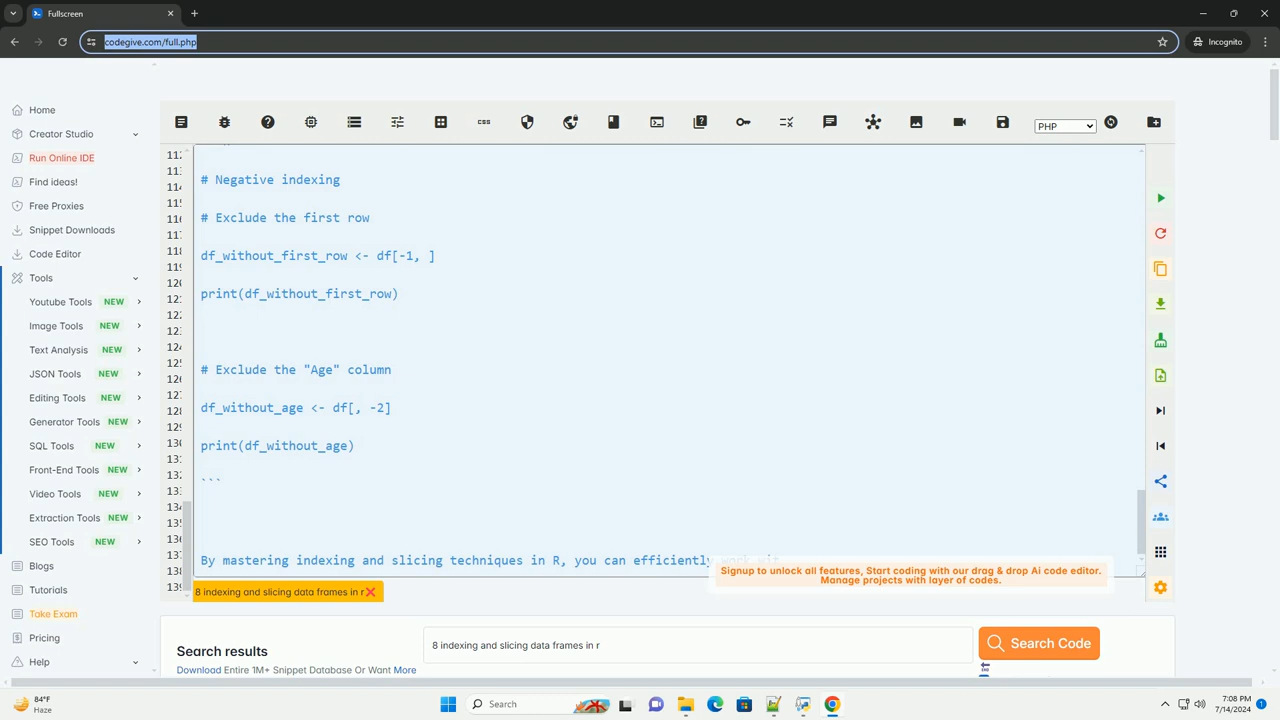 Fullscreen
codegive.com/full.php
Incognito
Home
Creator Studio
Run Online IDE
Find ideas!
Free Proxies
Snippet Downloads
Code Editor
Tools
Youtube Tools NEW
Image Tools NEW
Text Analysis NEW
JSON Tools NEW
Editing Tools NEW
Generator Tools NEW
SQL Tools NEW
Front-End Tools NEW
Video Tools NEW
Extraction Tools NEW
SEO Tools NEW
Blogs
Tutorials
Take Exam
Pricing
Help
CSS
PHP
# Negative indexing
# Exclude the first row
df_without_first_row <- df[-1, ]
print(df_without_first_row)
# Exclude the "Age" column
df_without_age <- df[, -2]
print(df_without_age)
```
By mastering indexing and slicing techniques in R, you can efficiently work wit
Signup to unlock all features, Start coding with our drag & drop Ai code editor.
Manage projects with layer of codes.
8 indexing and slicing data frames in r
Search results
Download Entire 1M+ Snippet Database Or Want More
8 indexing and slicing data frames in r
Search Code
84°F
Haze
Search
7:08 PM
7/14/2024